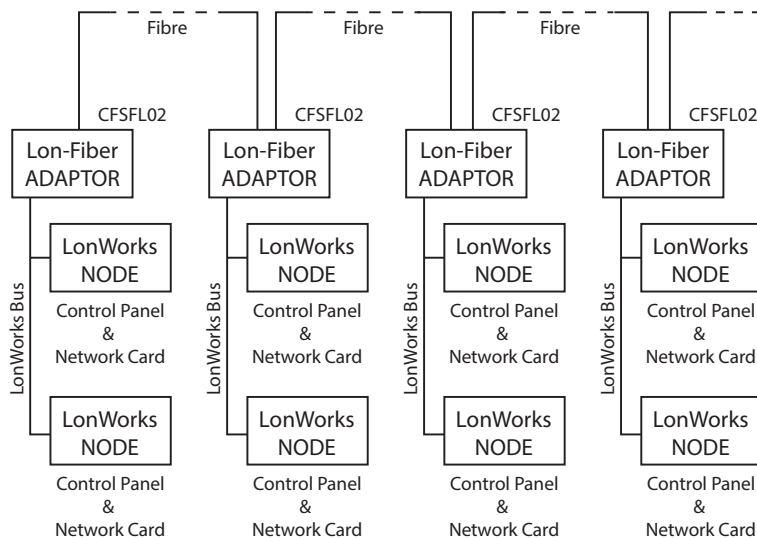 Fibre
Fibre
Fibre
CFSFL02
CFSFL02
CFSFL02
CFSFL02
Lon-Fiber
ADAPTOR
Lon-Fiber
ADAPTOR
Lon-Fiber
ADAPTOR
Lon-Fiber
ADAPTOR
LonWorks Bus
LonWorks
NODE
Control Panel
&
Network Card
LonWorks
NODE
Control Panel
&
Network Card
LonWorks Bus
LonWorks
NODE
Control Panel
&
Network Card
LonWorks
NODE
Control Panel
&
Network Card
LonWorks Bus
LonWorks
NODE
Control Panel
&
Network Card
LonWorks
NODE
Control Panel
&
Network Card
LonWorks Bus
LonWorks
NODE
Control Panel
&
Network Card
LonWorks
NODE
Control Panel
&
Network Card